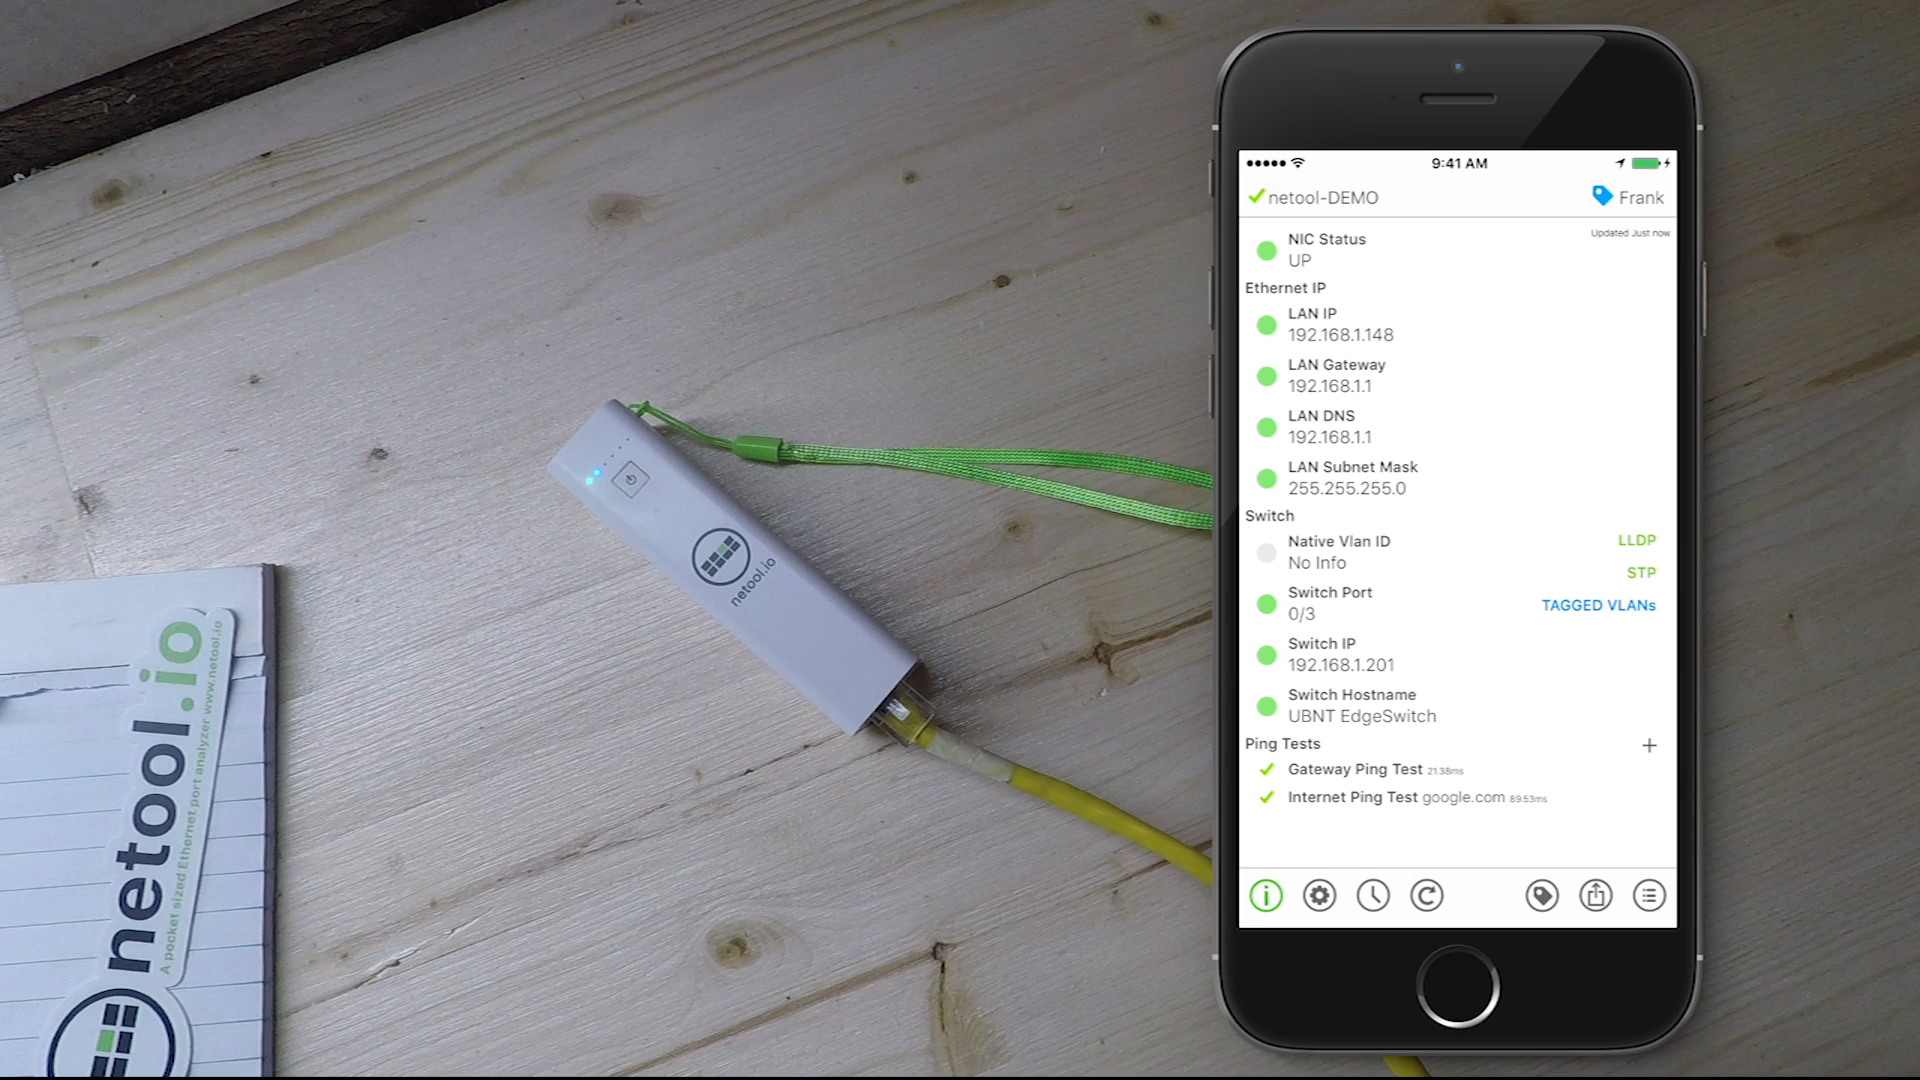 9:41 AM
netool-DEMO
Frank
Updated Just now
NIC Status
UP
Ethernet IP
LAN IP
192.168.1.148
LAN Gateway
192.168.1.1
LAN DNS
192.168.1.1
LAN Subnet Mask
255.255.255.0
Switch
Native Vlan ID
No Info
LLDP
STP
Switch Port
0/3
TAGGED VLANs
Switch IP
192.168.1.201
Switch Hostname
UBNT EdgeSwitch
Ping Tests
Gateway Ping Test 21.38ms
Internet Ping Test google.com 89.53ms
netool.io
netool.io
A pocket sized Ethernet port analyzer www.netool.io